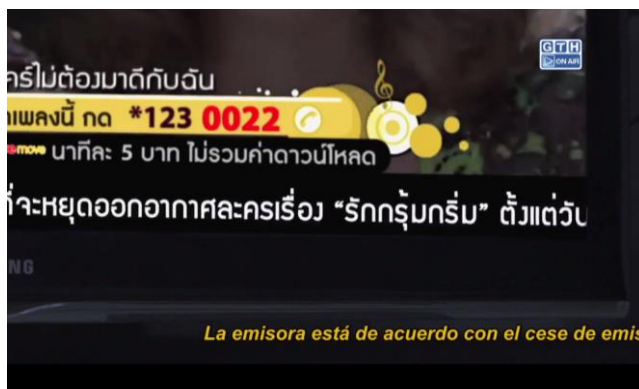 GTH
ON AIR
คร์ไม่ต้องมาดีกับฉัน
เพลงนี้ กด *123 0022
move นาทีละ 5 บาท ไม่รวมค่าดาวน์โหลด
ที่จะหยุดออกอากาศละครเรื่อง “รักกรุ้มกริ่ม” ตั้งแต่วัน
NG
La emisora está de acuerdo con el cese de emis